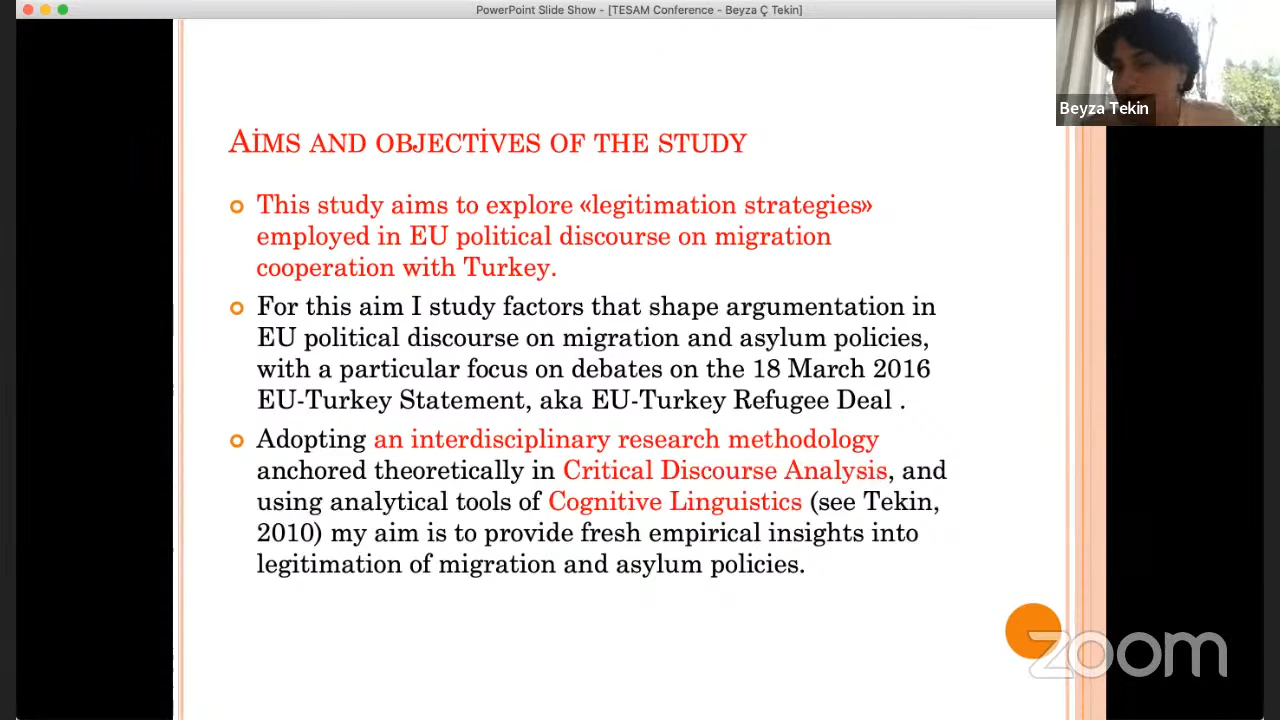 PowerPoint Slide Show - [TESAM Conference - Beyza Ç Tekin]
Beyza Tekin
AİMS AND OBJECTİVES OF THE STUDY
This study aims to explore «legitimation strategies»
employed in EU political discourse on migration
cooperation with Turkey.
For this aim I study factors that shape argumentation in
EU political discourse on migration and asylum policies,
with a particular focus on debates on the 18 March 2016
EU-Turkey Statement, aka EU-Turkey Refugee Deal .
Adopting an interdisciplinary research methodology
anchored theoretically in Critical Discourse Analysis, and
using analytical tools of Cognitive Linguistics (see Tekin,
2010) my aim is to provide fresh empirical insights into
legitimation of migration and asylum policies.
zoom